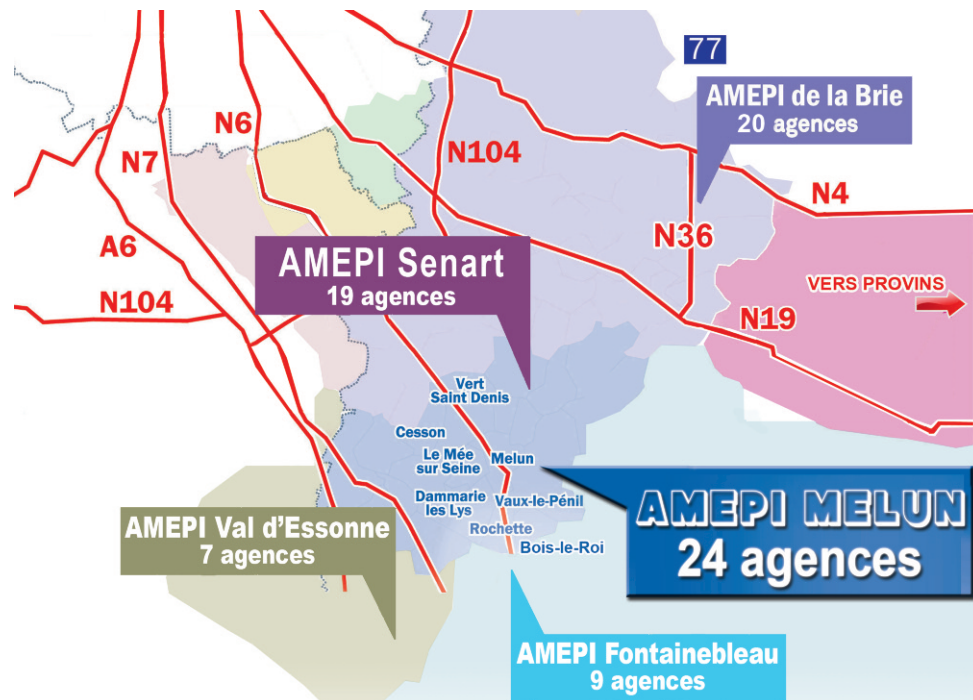 77
AMEPI de la Brie
20 agences
N6
N7
N104
N4
N36
A6
AMEPI Senart
19 agences
VERS PROVINS
N104
N19
Vert
Saint Denis
Cesson
Le Mée
sur Seine
Melun
Dammarie
les Lys
Vaux-le-Pénil
Rochette
Bois-le-Roi
AMEPI MELUN
24 agences
AMEPI Val d'Essonne
7 agences
AMEPI Fontainebleau
9 agences